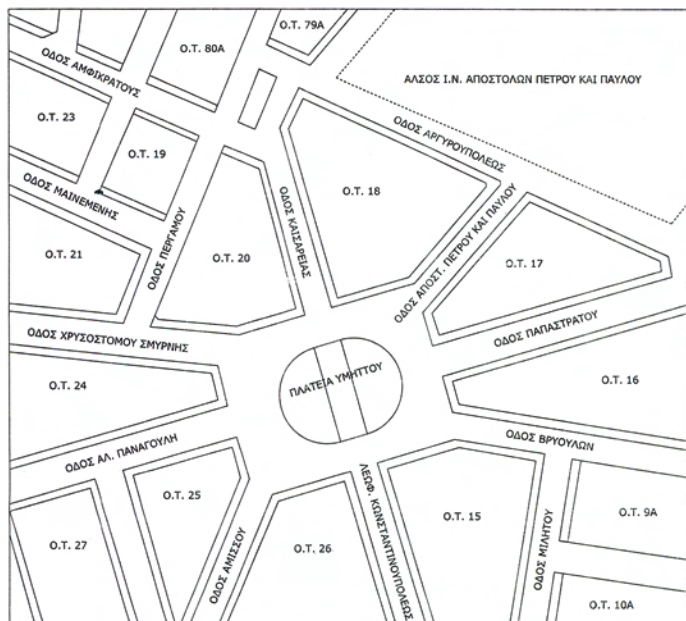 Ο.Τ. 79Α
Ο.Τ. 80Α
ΟΔΟΣ ΑΜΦΙΚΡΑΤΟΥΣ
ΑΛΣΟΣ Ι.Ν. ΑΠΟΣΤΟΛΩΝ ΠΕΤΡΟΥ ΚΑΙ ΠΑΥΛΟΥ
Ο.Τ. 23
Ο.Τ. 19
ΟΔΟΣ ΑΡΓΥΡΟΥΠΟΛΕΩΣ
ΟΔΟΣ ΜΑΙΝΕΜΕΝΗΣ
Ο.Τ. 18
ΟΔΟΣ ΚΑΙΣΑΡΕΙΑΣ
ΟΔΟΣ ΠΕΡΓΑΜΟΥ
ΟΔΟΣ ΑΠΟΣΤ. ΠΕΤΡΟΥ ΚΑΙ ΠΑΥΛΟΥ
Ο.Τ. 21
Ο.Τ. 20
Ο.Τ. 17
ΟΔΟΣ ΧΡΥΣΟΣΤΟΜΟΥ ΣΜΥΡΝΗΣ
ΟΔΟΣ ΠΑΠΑΣΤΡΑΤΟΥ
Ο.Τ. 24
ΠΛΑΤΕΙΑ ΥΜΗΤΤΟΥ
Ο.Τ. 16
ΟΔΟΣ ΑΛ. ΠΑΝΑΓΟΥΛΗ
ΟΔΟΣ ΒΡΥΟΥΛΩΝ
Ο.Τ. 25
ΛΕΩΦ. ΚΩΝΣΤΑΝΤΙΝΟΥΠΟΛΕΩΣ
Ο.Τ. 15
Ο.Τ. 9Α
Ο.Τ. 27
ΟΔΟΣ ΑΜΙΣΣΟΥ
Ο.Τ. 26
ΟΔΟΣ ΜΙΛΗΤΟΥ
Ο.Τ. 10Α